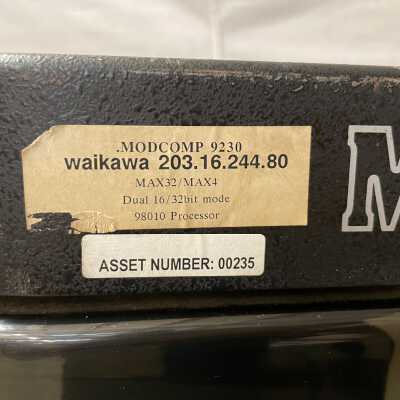 .MODCOMP 9230
waikawa 203.16.244.80
MAX32/MAX4
Dual 16/32bit mode
98010 Processor
M
ASSET NUMBER: 00235